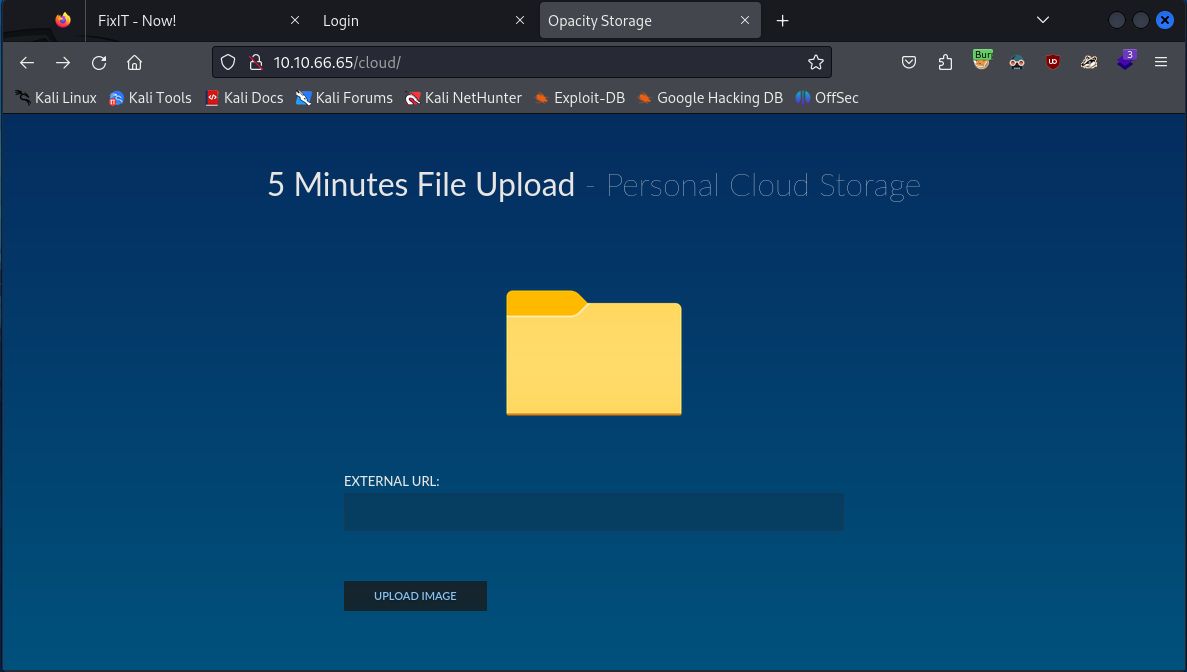 FixIT - Now!
Login
Opacity Storage
10.10.66.65/cloud/
3
Kali Linux
Kali Tools
Kali Docs
Kali Forums
Kali NetHunter
Exploit-DB
Google Hacking DB
OffSec
5 Minutes File Upload - Personal Cloud Storage
EXTERNAL URL:
UPLOAD IMAGE